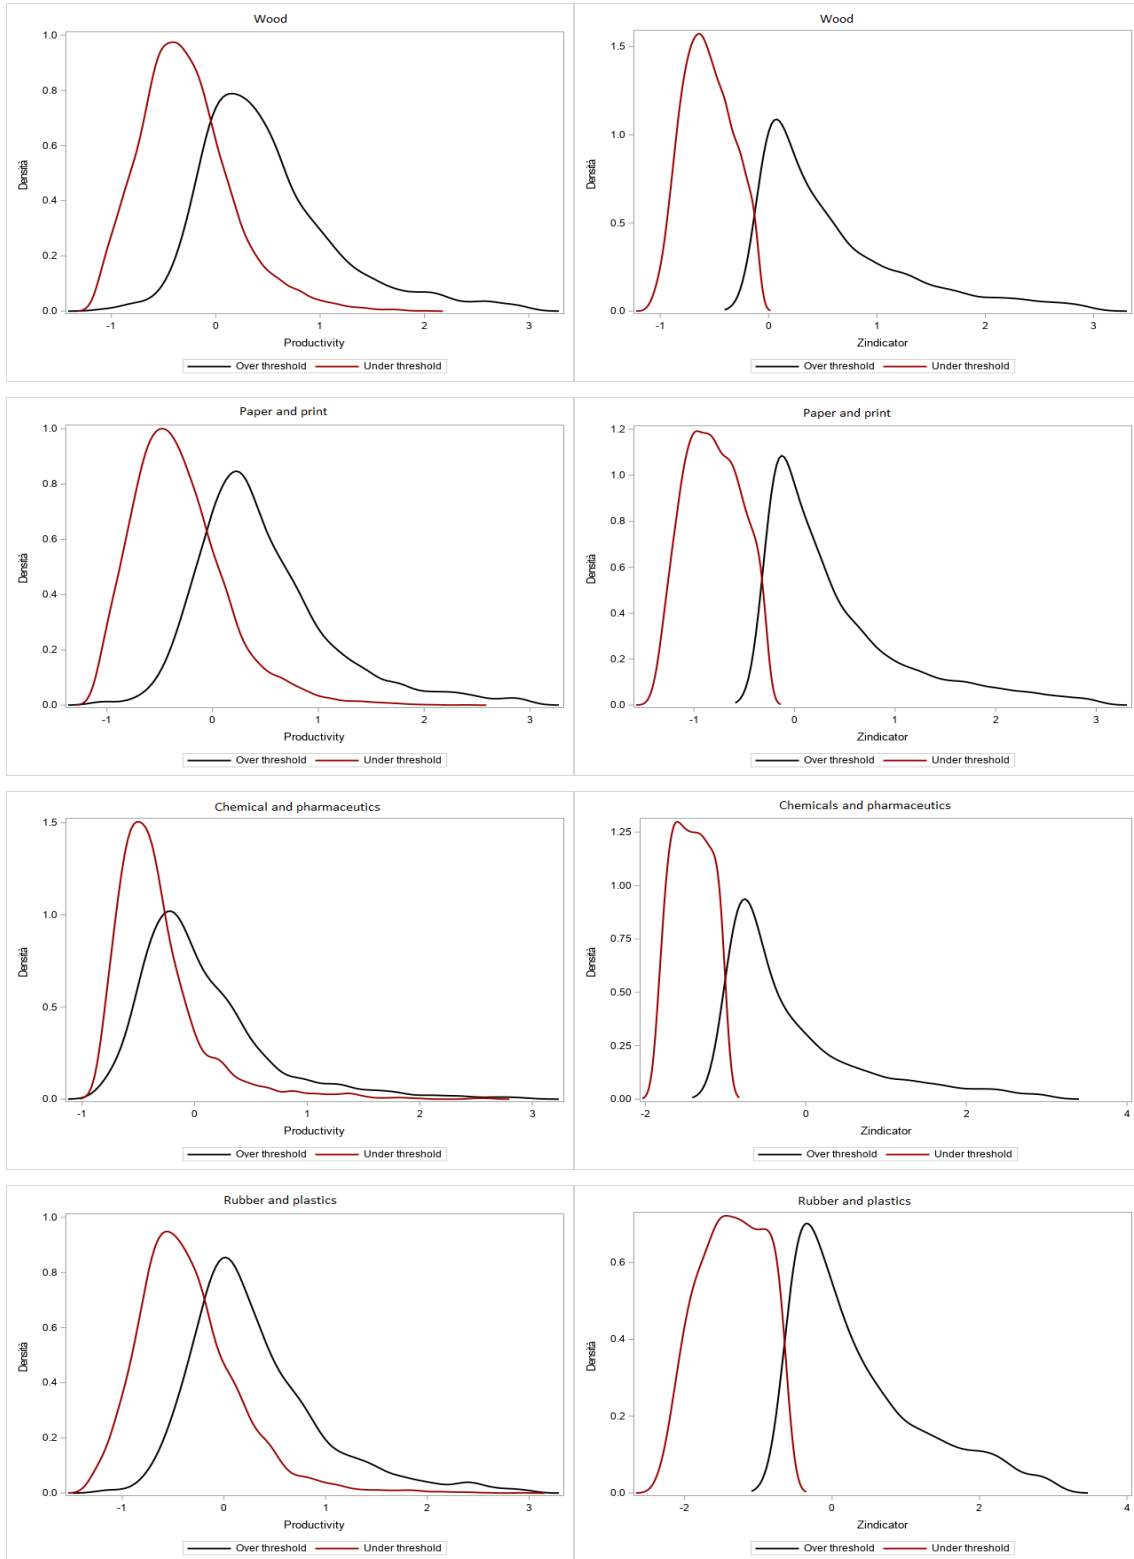 Wood
1.0
0.8
0.6
0.4
0.2
0.0
Densità
-1 0 1 2 3
Productivity
Over threshold Under threshold
Wood
1.5
1.0
0.5
0.0
Densità
-1 0 1 2 3
Zindicator
Over threshold Under threshold
Paper and print
1.0
0.8
0.6
0.4
0.2
0.0
Densità
-1 0 1 2 3
Productivity
Over threshold Under threshold
Paper and print
1.2
1.0
0.8
0.6
0.4
0.2
0.0
Densità
-1 0 1 2 3
Zindicator
Over threshold Under threshold
Chemical and pharmaceutics
1.5
1.0
0.5
0.0
Densità
-1 0 1 2 3
Productivity
Over threshold Under threshold
Chemicals and pharmaceutics
1.25
1.00
0.75
0.50
0.25
0.00
Densità
-2 0 2 4
Zindicator
Over threshold Under threshold
Rubber and plastics
1.0
0.8
0.6
0.4
0.2
0.0
Densità
-1 0 1 2 3
Productivity
Over threshold Under threshold
Rubber and plastics
0.6
0.4
0.2
0.0
Densità
-2 0 2 4
Zindicator
Over threshold Under threshold